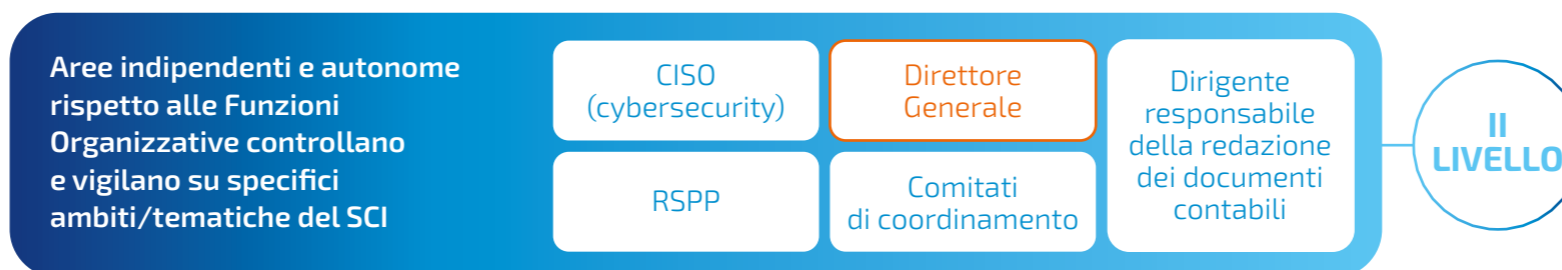 Aree indipendenti e autonome
rispetto alle Funzioni
Organizzative controllano
e vigilano su specifici
ambiti/tematiche del SCI
CISO
(cybersecurity)
Direttore
Generale
RSPP
Comitati
di coordinamento
Dirigente
responsabile
della redazione
dei documenti
contabili
II
LIVELLO